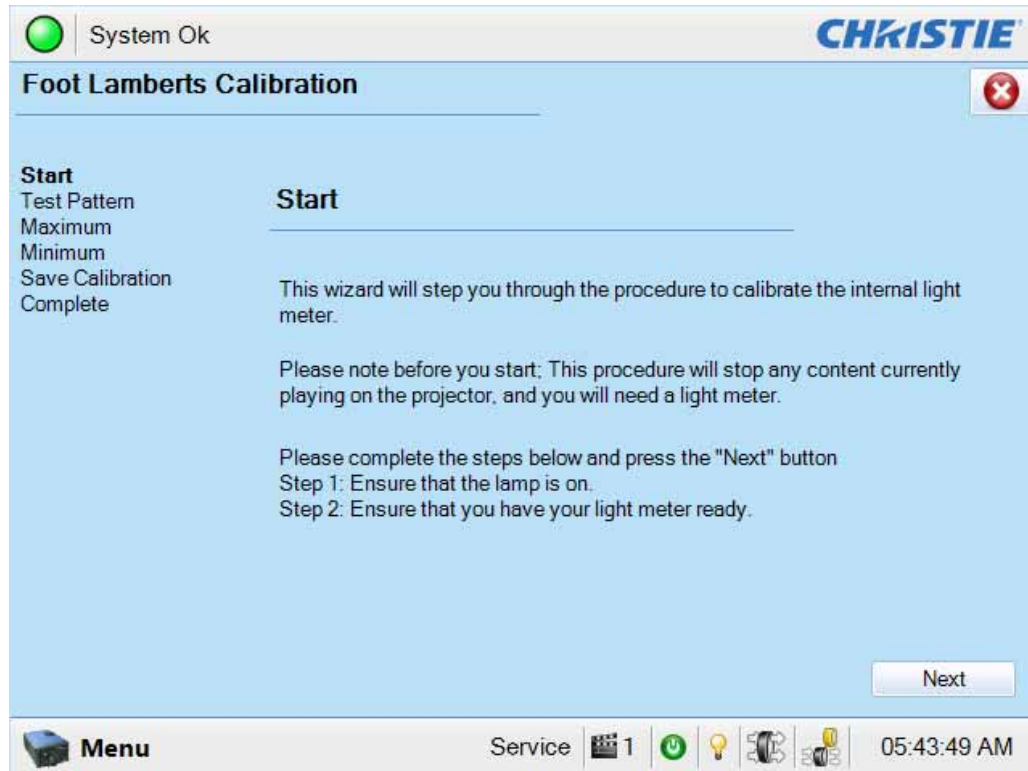 System Ok
CHRISTIE
Foot Lamberts Calibration
Start
Test Pattern
Maximum
Minimum
Save Calibration
Complete
Start
This wizard will step you through the procedure to calibrate the internal light
meter.
Please note before you start; This procedure will stop any content currently
playing on the projector, and you will need a light meter.
Please complete the steps below and press the "Next" button
Step 1: Ensure that the lamp is on.
Step 2: Ensure that you have your light meter ready.
Next
Menu
Service 1 05:43:49 AM